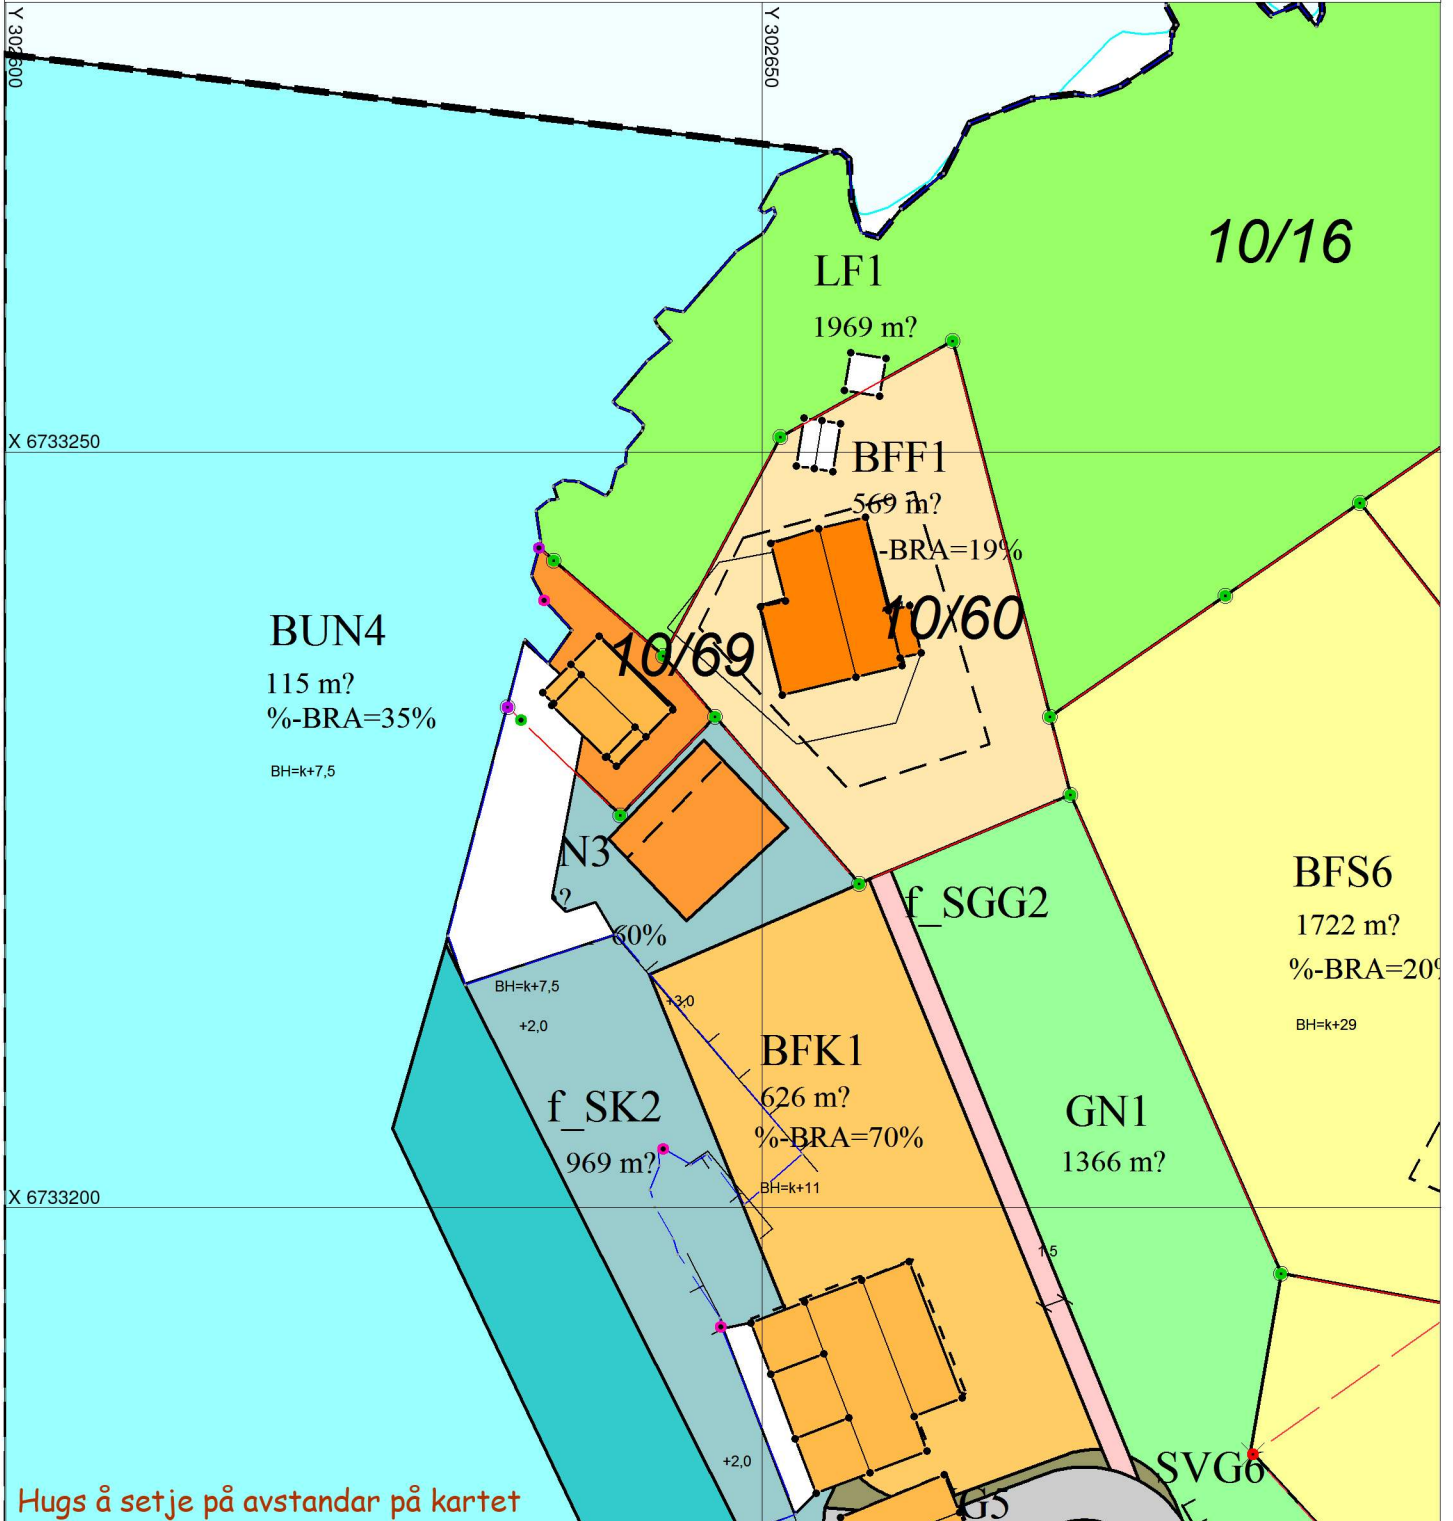 Y 302600
Y 302650
10/16
LF1
1969 m?
X 6733250
BFF1
569 m?
-BRA=19%
10/60
10/69
BUN4
115 m?
%-BRA=35%
BH=k+7,5
N3
?
60%
BFS6
1722 m?
%-BRA=20%
BH=k+29
f_SGG2
BH=k+7,5
+2,0
+3,0
BFK1
626 m?
%-BRA=70%
BH=k+11
f_SK2
969 m?
GN1
1366 m?
X 6733200
1,5
+2,0
SVG6
G5
Hugs å setje på avstandar på kartet